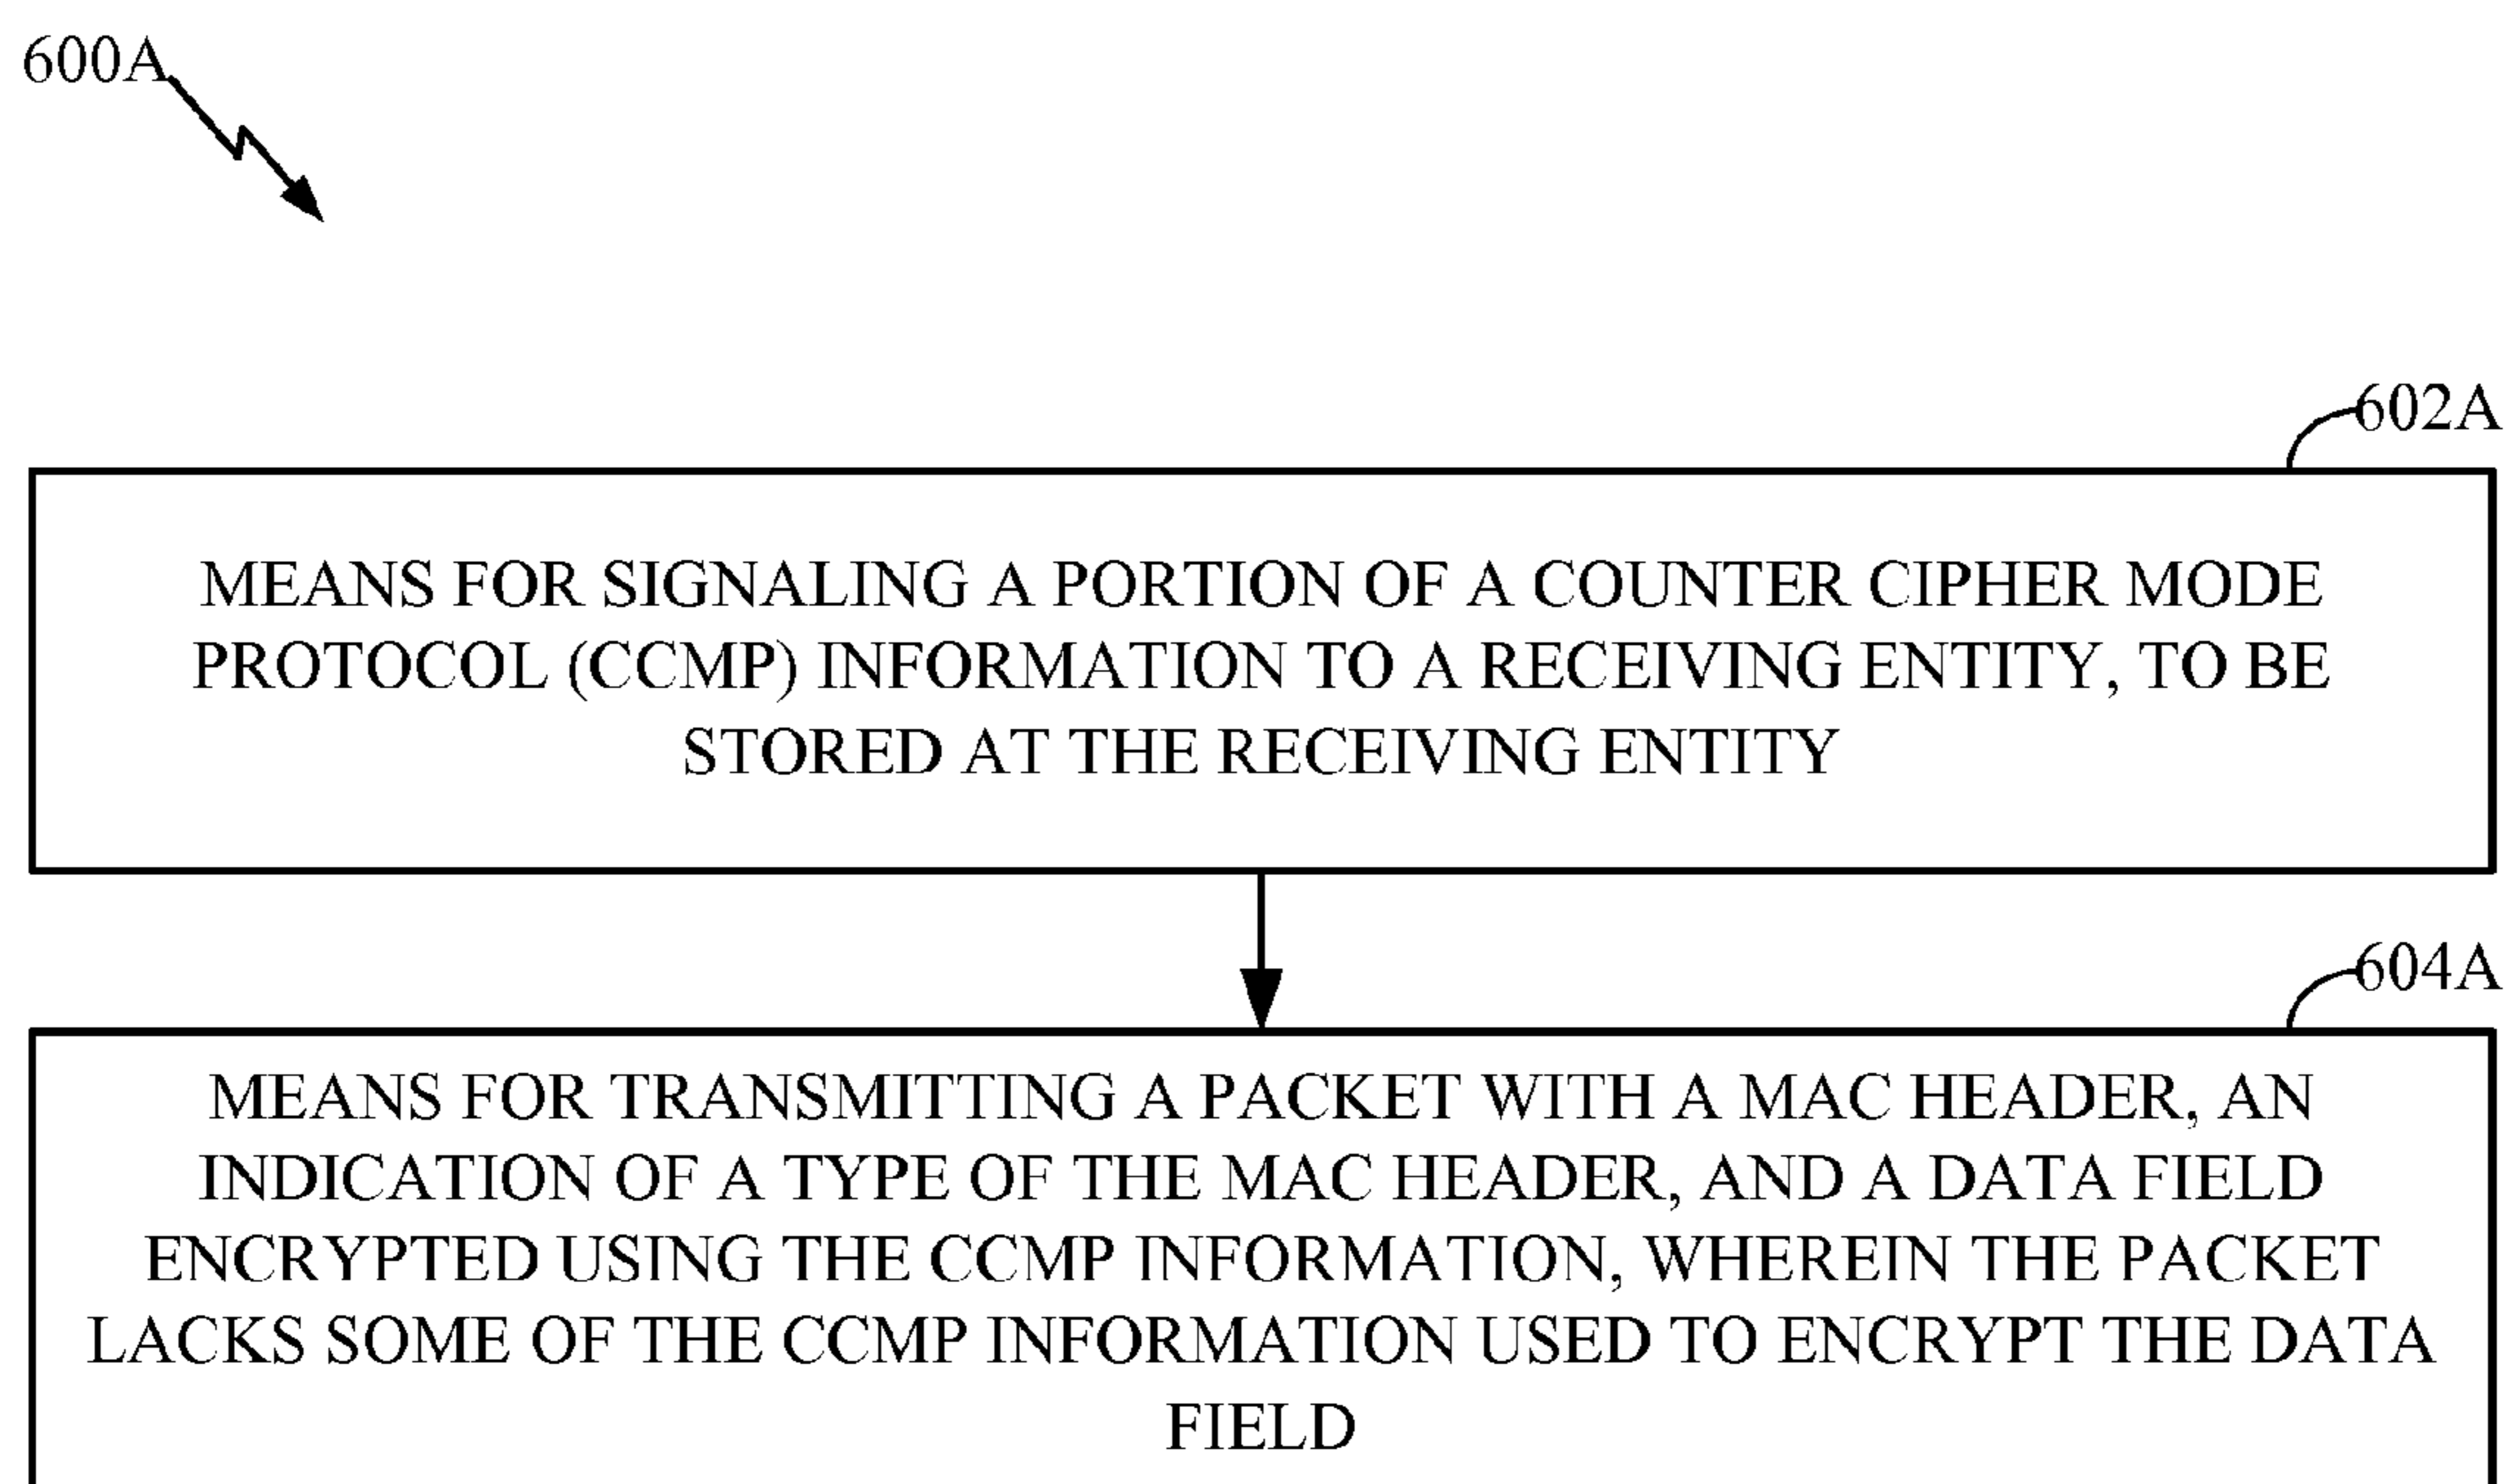 600A
602A
MEANS FOR SIGNALING A PORTION OF A COUNTER CIPHER MODE
PROTOCOL (CCMP) INFORMATION TO A RECEIVING ENTITY, TO BE
STORED AT THE RECEIVING ENTITY
604A
MEANS FOR TRANSMITTING A PACKET WITH A MAC HEADER, AN
INDICATION OF A TYPE OF THE MAC HEADER, AND A DATA FIELD
ENCRYPTED USING THE CCMP INFORMATION, WHEREIN THE PACKET
LACKS SOME OF THE CCMP INFORMATION USED TO ENCRYPT THE DATA
FIELD